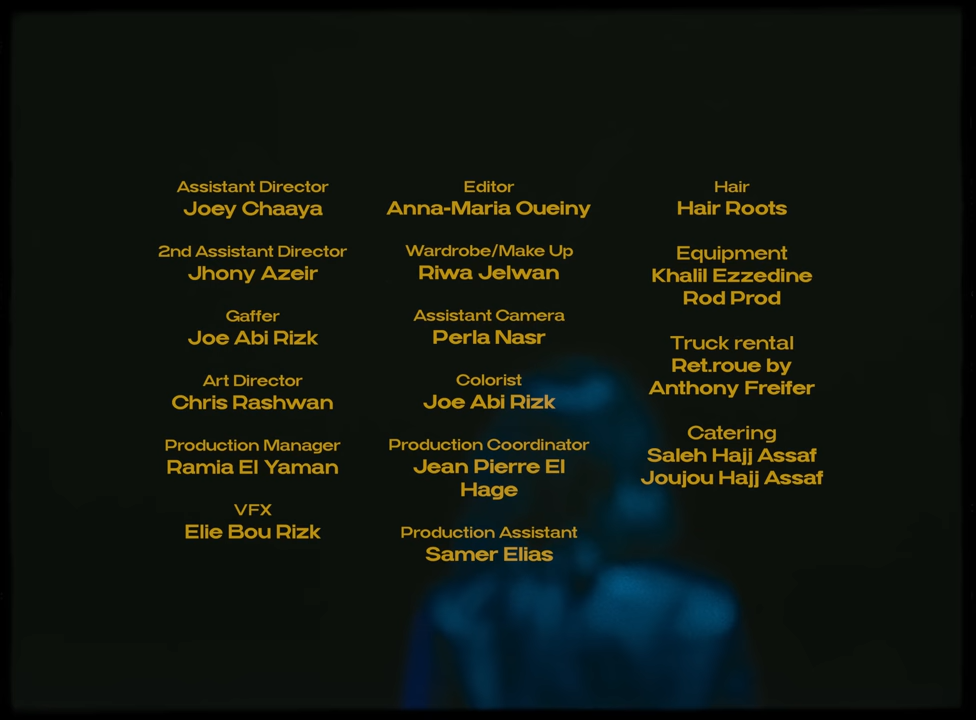 Assistant Director
Joey Chaaya
2nd Assistant Director
Jhony Azeir
Gaffer
Joe Abi Rizk
Art Director
Chris Rashwan
Production Manager
Ramia El Yaman
VFX
Elie Bou Rizk
Editor
Anna-Maria Oueiny
Wardrobe/Make Up
Riwa Jelwan
Assistant Camera
Perla Nasr
Colorist
Joe Abi Rizk
Production Coordinator
Jean Pierre El
Hage
Production Assistant
Samer Elias
Hair
Hair Roots
Equipment
Khalil Ezzedine
Rod Prod
Truck rental
Ret.roue by
Anthony Freifer
Catering
Saleh Hajj Assaf
Joujou Hajj Assaf